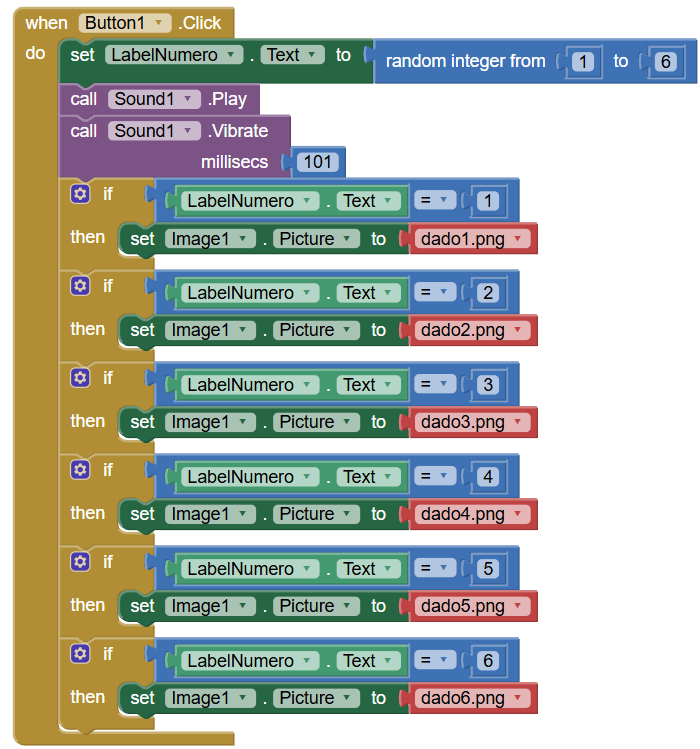 when Button1 .Click
do set LabelNumero . Text to random integer from 1 to 6
call Sound1 .Play
call Sound1 .Vibrate
millisecs 101
if LabelNumero . Text = 1
then set Image1 . Picture to dado1.png
if LabelNumero . Text = 2
then set Image1 . Picture to dado2.png
if LabelNumero . Text = 3
then set Image1 . Picture to dado3.png
if LabelNumero . Text = 4
then set Image1 . Picture to dado4.png
if LabelNumero . Text = 5
then set Image1 . Picture to dado5.png
if LabelNumero . Text = 6
then set Image1 . Picture to dado6.png